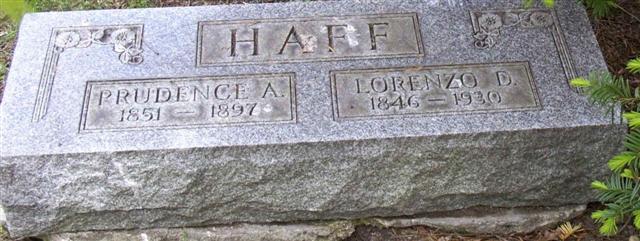 HAFF
PRUDENCE A.
1851 — 1897
LORENZO D.
1846 — 1930